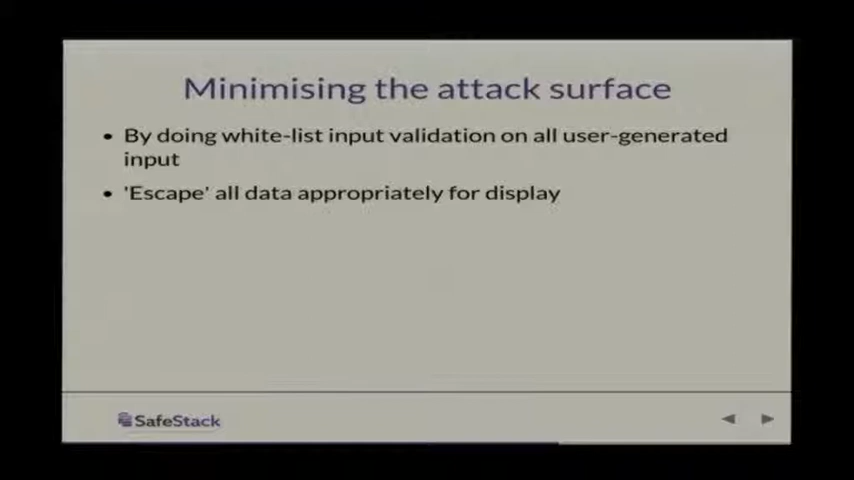 Minimising the attack surface
• By doing white-list input validation on all user-generated
input
• 'Escape' all data appropriately for display
SafeStack